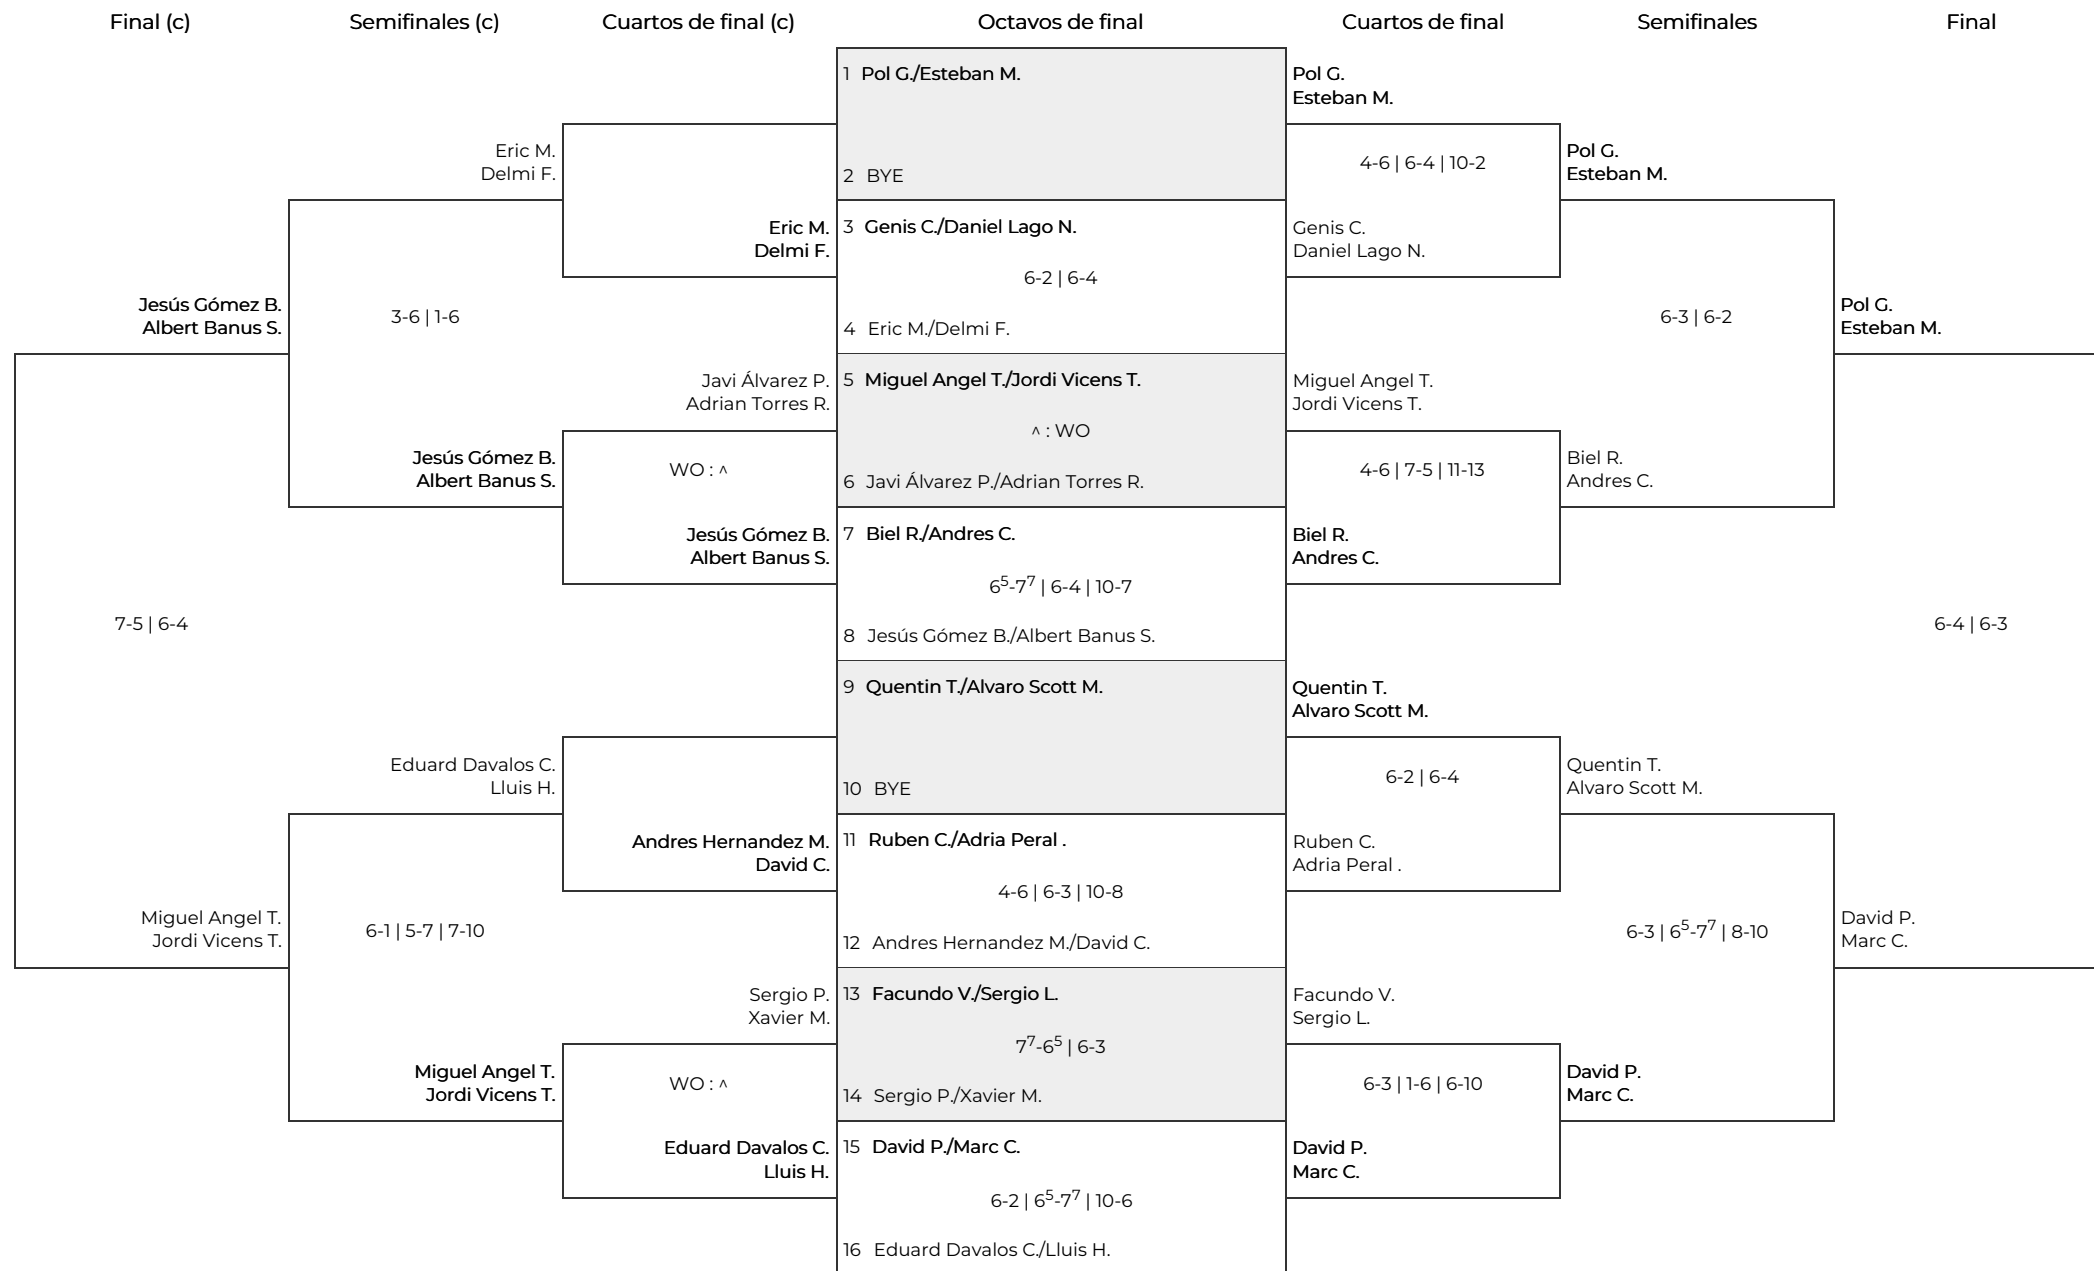 Final (c)
Semifinales (c)
Cuartos de final (c)
Octavos de final
Cuartos de final
Semifinales
Final
Jesús Gómez B.
Albert Banus S.
7-5 | 6-4
Miguel Angel T.
Jordi Vicens T.
Eric M.
Delmi F.
3-6 | 1-6
Jesús Gómez B.
Albert Banus S.
Eduard Davalos C.
Lluis H.
6-1 | 5-7 | 7-10
Miguel Angel T.
Jordi Vicens T.
Eric M.
Delmi F.
Javi Álvarez P.
Adrian Torres R.
WO : ^
Jesús Gómez B.
Albert Banus S.
Andres Hernandez M.
David C.
Sergio P.
Xavier M.
WO : ^
Eduard Davalos C.
Lluis H.
1 Pol G./Esteban M.
2 BYE
3 Genis C./Daniel Lago N.
6-2 | 6-4
4 Eric M./Delmi F.
5 Miguel Angel T./Jordi Vicens T.
^ : WO
6 Javi Álvarez P./Adrian Torres R.
7 Biel R./Andres C.
6⁵-7⁷ | 6-4 | 10-7
8 Jesús Gómez B./Albert Banus S.
9 Quentin T./Alvaro Scott M.
10 BYE
11 Ruben C./Adria Peral .
4-6 | 6-3 | 10-8
12 Andres Hernandez M./David C.
13 Facundo V./Sergio L.
7⁷-6⁵ | 6-3
14 Sergio P./Xavier M.
15 David P./Marc C.
6-2 | 6⁵-7⁷ | 10-6
16 Eduard Davalos C./Lluis H.
Pol G.
Esteban M.
4-6 | 6-4 | 10-2
Genis C.
Daniel Lago N.
Miguel Angel T.
Jordi Vicens T.
4-6 | 7-5 | 11-13
Biel R.
Andres C.
Quentin T.
Alvaro Scott M.
6-2 | 6-4
Ruben C.
Adria Peral .
Facundo V.
Sergio L.
6-3 | 1-6 | 6-10
David P.
Marc C.
Pol G.
Esteban M.
6-3 | 6-2
Biel R.
Andres C.
Quentin T.
Alvaro Scott M.
6-3 | 6⁵-7⁷ | 8-10
David P.
Marc C.
Pol G.
Esteban M.
6-4 | 6-3
David P.
Marc C.